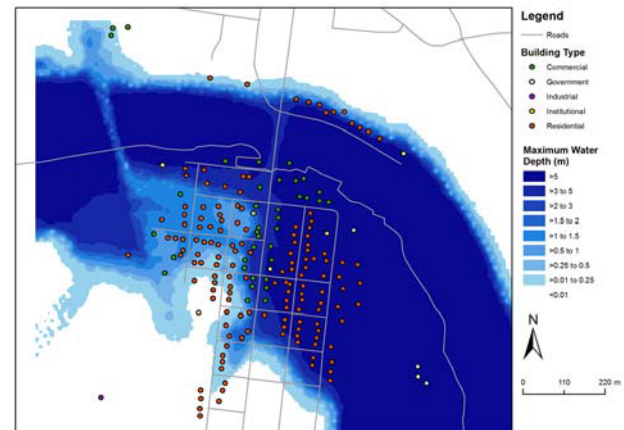 Legend
Roads
Building Type
Commercial
Government
Industrial
Institutional
Residential
Maximum Water
Depth (m)
>5
>3 to 5
>2 to 3
>1.5 to 2
>1 to 1.5
>0.5 to 1
>0.25 to 0.5
>0.01 to 0.25
<0.01
N
0 110 220 m